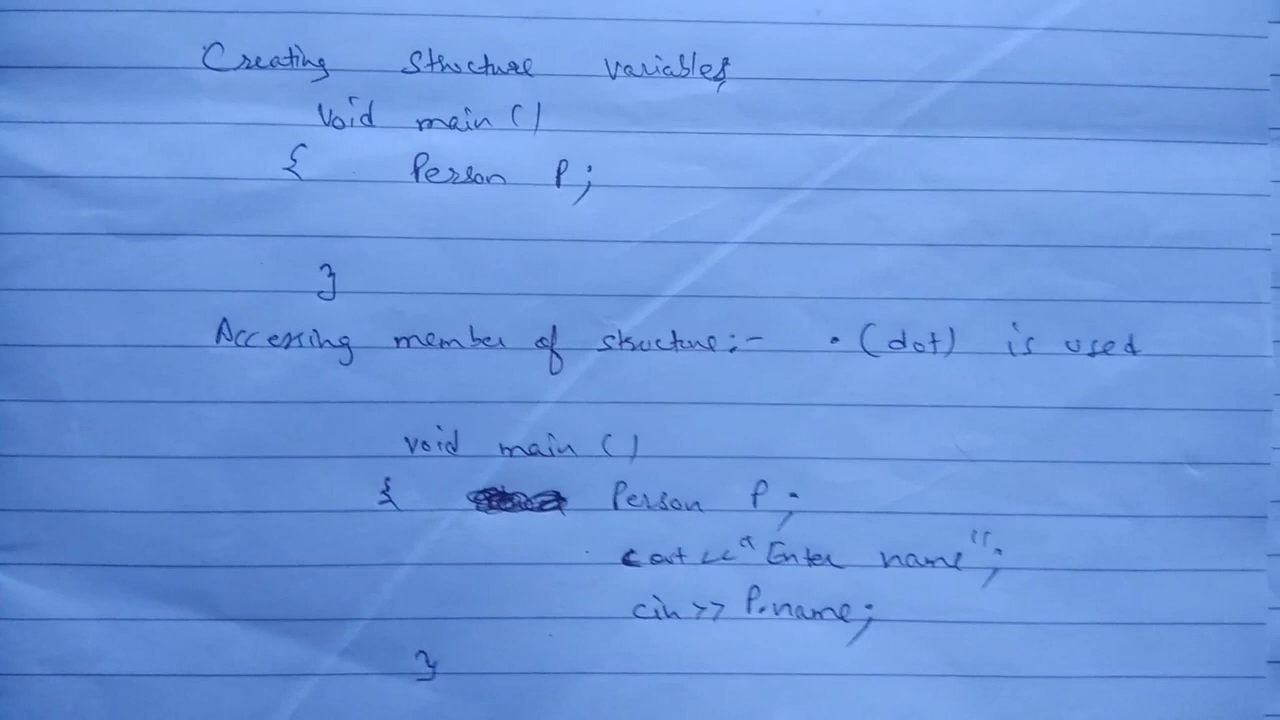 Creating Structure variables
void main ()
{ Person P;
}
Accessing member of structure:- . (dot) is used
void main ()
{ Person P;
cout << "Enter name";
cin >> P.name;
}